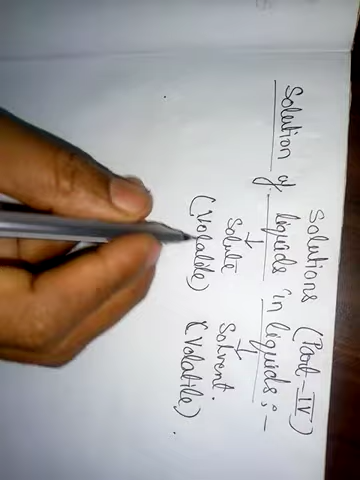 Solutions (Part-IV)
Solution of liquids in liquids :-
↓ ↓
Solute Solvent.
(Volatile) (Volatile).